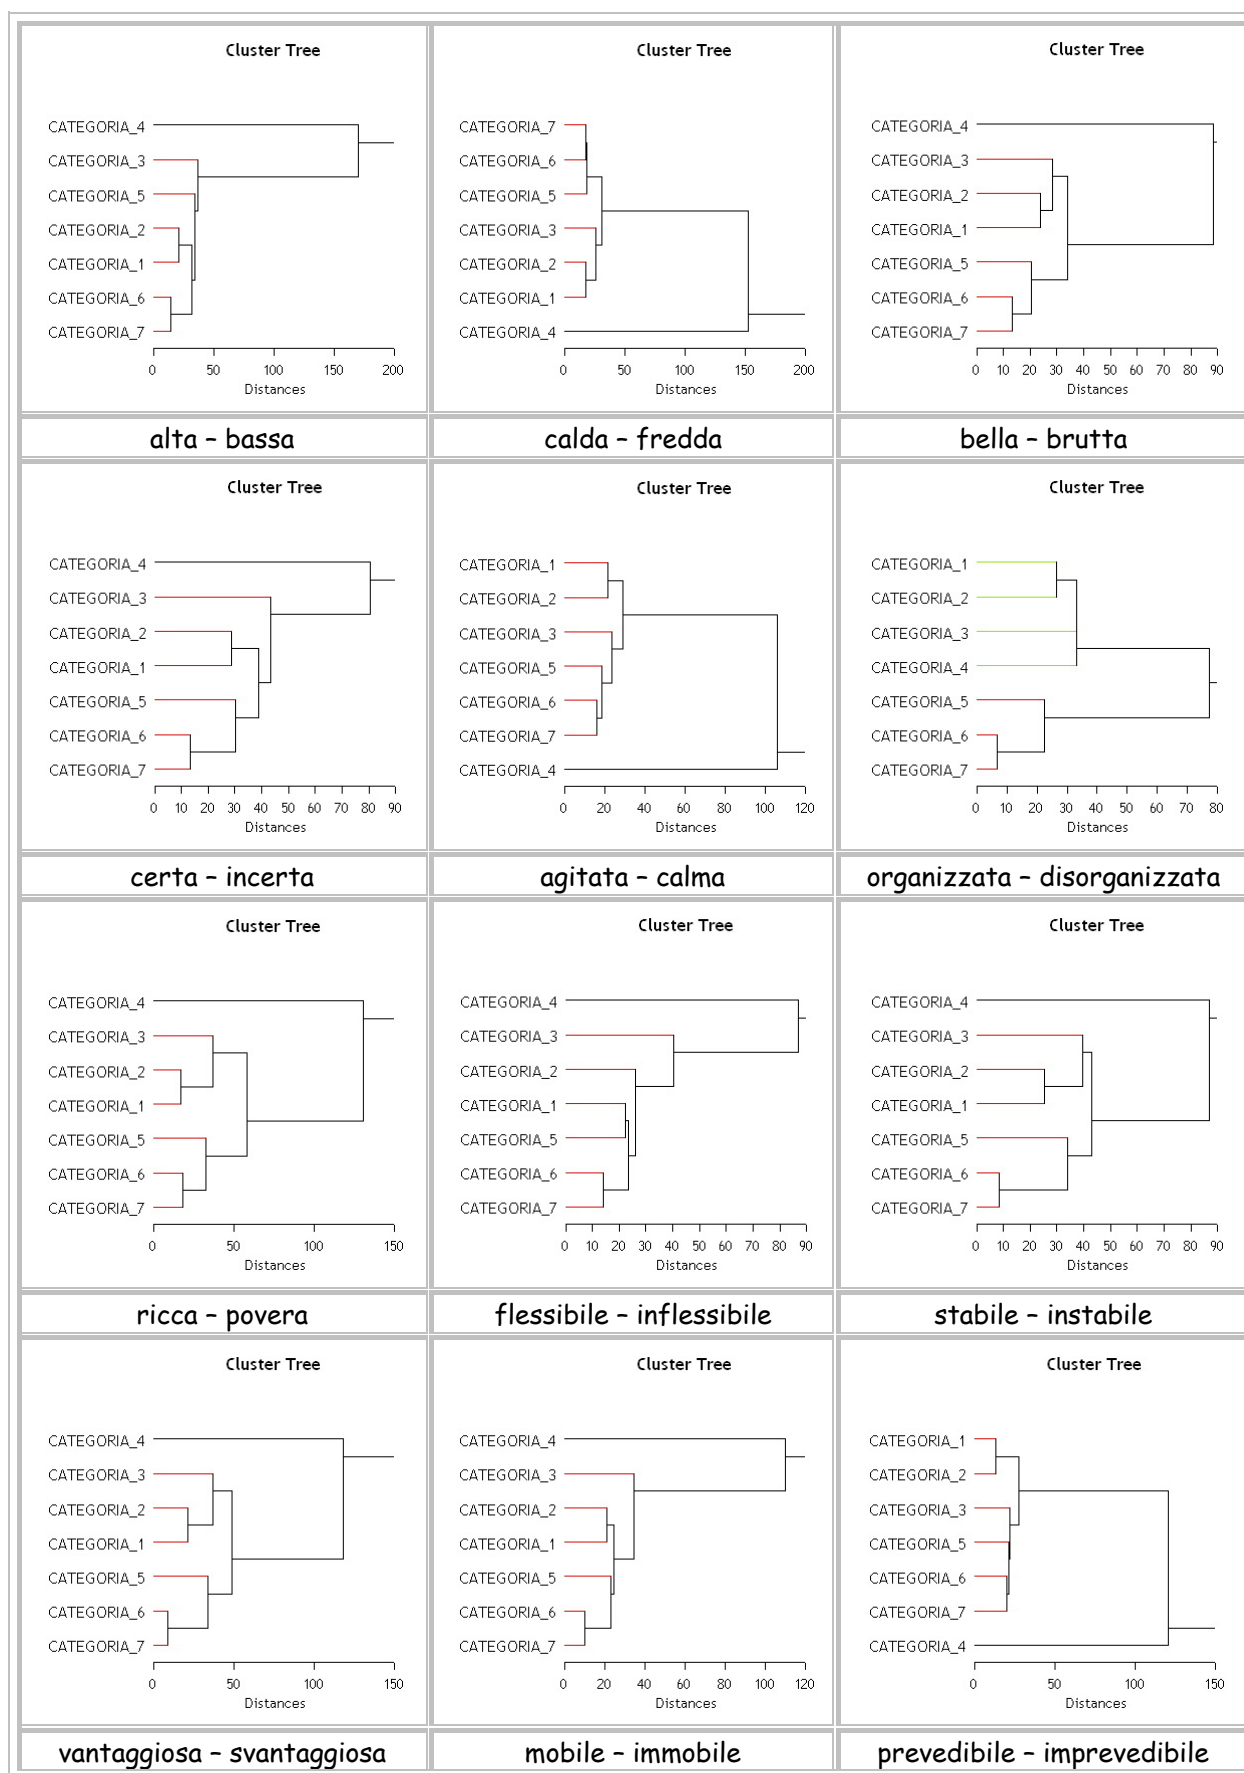 Cluster Tree
CATEGORIA_4
CATEGORIA_3
CATEGORIA_5
CATEGORIA_2
CATEGORIA_1
CATEGORIA_6
CATEGORIA_7
0 50 100 150 200
Distances
alta – bassa
Cluster Tree
CATEGORIA_7
CATEGORIA_6
CATEGORIA_5
CATEGORIA_3
CATEGORIA_2
CATEGORIA_1
CATEGORIA_4
0 50 100 150 200
Distances
calda – fredda
Cluster Tree
CATEGORIA_4
CATEGORIA_3
CATEGORIA_2
CATEGORIA_1
CATEGORIA_5
CATEGORIA_6
CATEGORIA_7
0 10 20 30 40 50 60 70 80 90
Distances
bella – brutta
Cluster Tree
CATEGORIA_4
CATEGORIA_3
CATEGORIA_2
CATEGORIA_1
CATEGORIA_5
CATEGORIA_6
CATEGORIA_7
0 10 20 30 40 50 60 70 80 90
Distances
certa – incerta
Cluster Tree
CATEGORIA_1
CATEGORIA_2
CATEGORIA_3
CATEGORIA_5
CATEGORIA_6
CATEGORIA_7
CATEGORIA_4
0 20 40 60 80 100 120
Distances
agitata – calma
Cluster Tree
CATEGORIA_1
CATEGORIA_2
CATEGORIA_3
CATEGORIA_4
CATEGORIA_5
CATEGORIA_6
CATEGORIA_7
0 10 20 30 40 50 60 70 80
Distances
organizzata – disorganizzata
Cluster Tree
CATEGORIA_4
CATEGORIA_3
CATEGORIA_2
CATEGORIA_1
CATEGORIA_5
CATEGORIA_6
CATEGORIA_7
0 50 100 150
Distances
ricca – povera
Cluster Tree
CATEGORIA_4
CATEGORIA_3
CATEGORIA_2
CATEGORIA_1
CATEGORIA_5
CATEGORIA_6
CATEGORIA_7
0 10 20 30 40 50 60 70 80 90
Distances
flessibile – inflessibile
Cluster Tree
CATEGORIA_4
CATEGORIA_3
CATEGORIA_2
CATEGORIA_1
CATEGORIA_5
CATEGORIA_6
CATEGORIA_7
0 10 20 30 40 50 60 70 80 90
Distances
stabile – instabile
Cluster Tree
CATEGORIA_4
CATEGORIA_3
CATEGORIA_2
CATEGORIA_1
CATEGORIA_5
CATEGORIA_6
CATEGORIA_7
0 50 100 150
Distances
vantaggiosa – svantaggiosa
Cluster Tree
CATEGORIA_4
CATEGORIA_3
CATEGORIA_2
CATEGORIA_1
CATEGORIA_5
CATEGORIA_6
CATEGORIA_7
0 20 40 60 80 100 120
Distances
mobile – immobile
Cluster Tree
CATEGORIA_1
CATEGORIA_2
CATEGORIA_3
CATEGORIA_5
CATEGORIA_6
CATEGORIA_7
CATEGORIA_4
0 50 100 150
Distances
prevedibile – imprevedibile